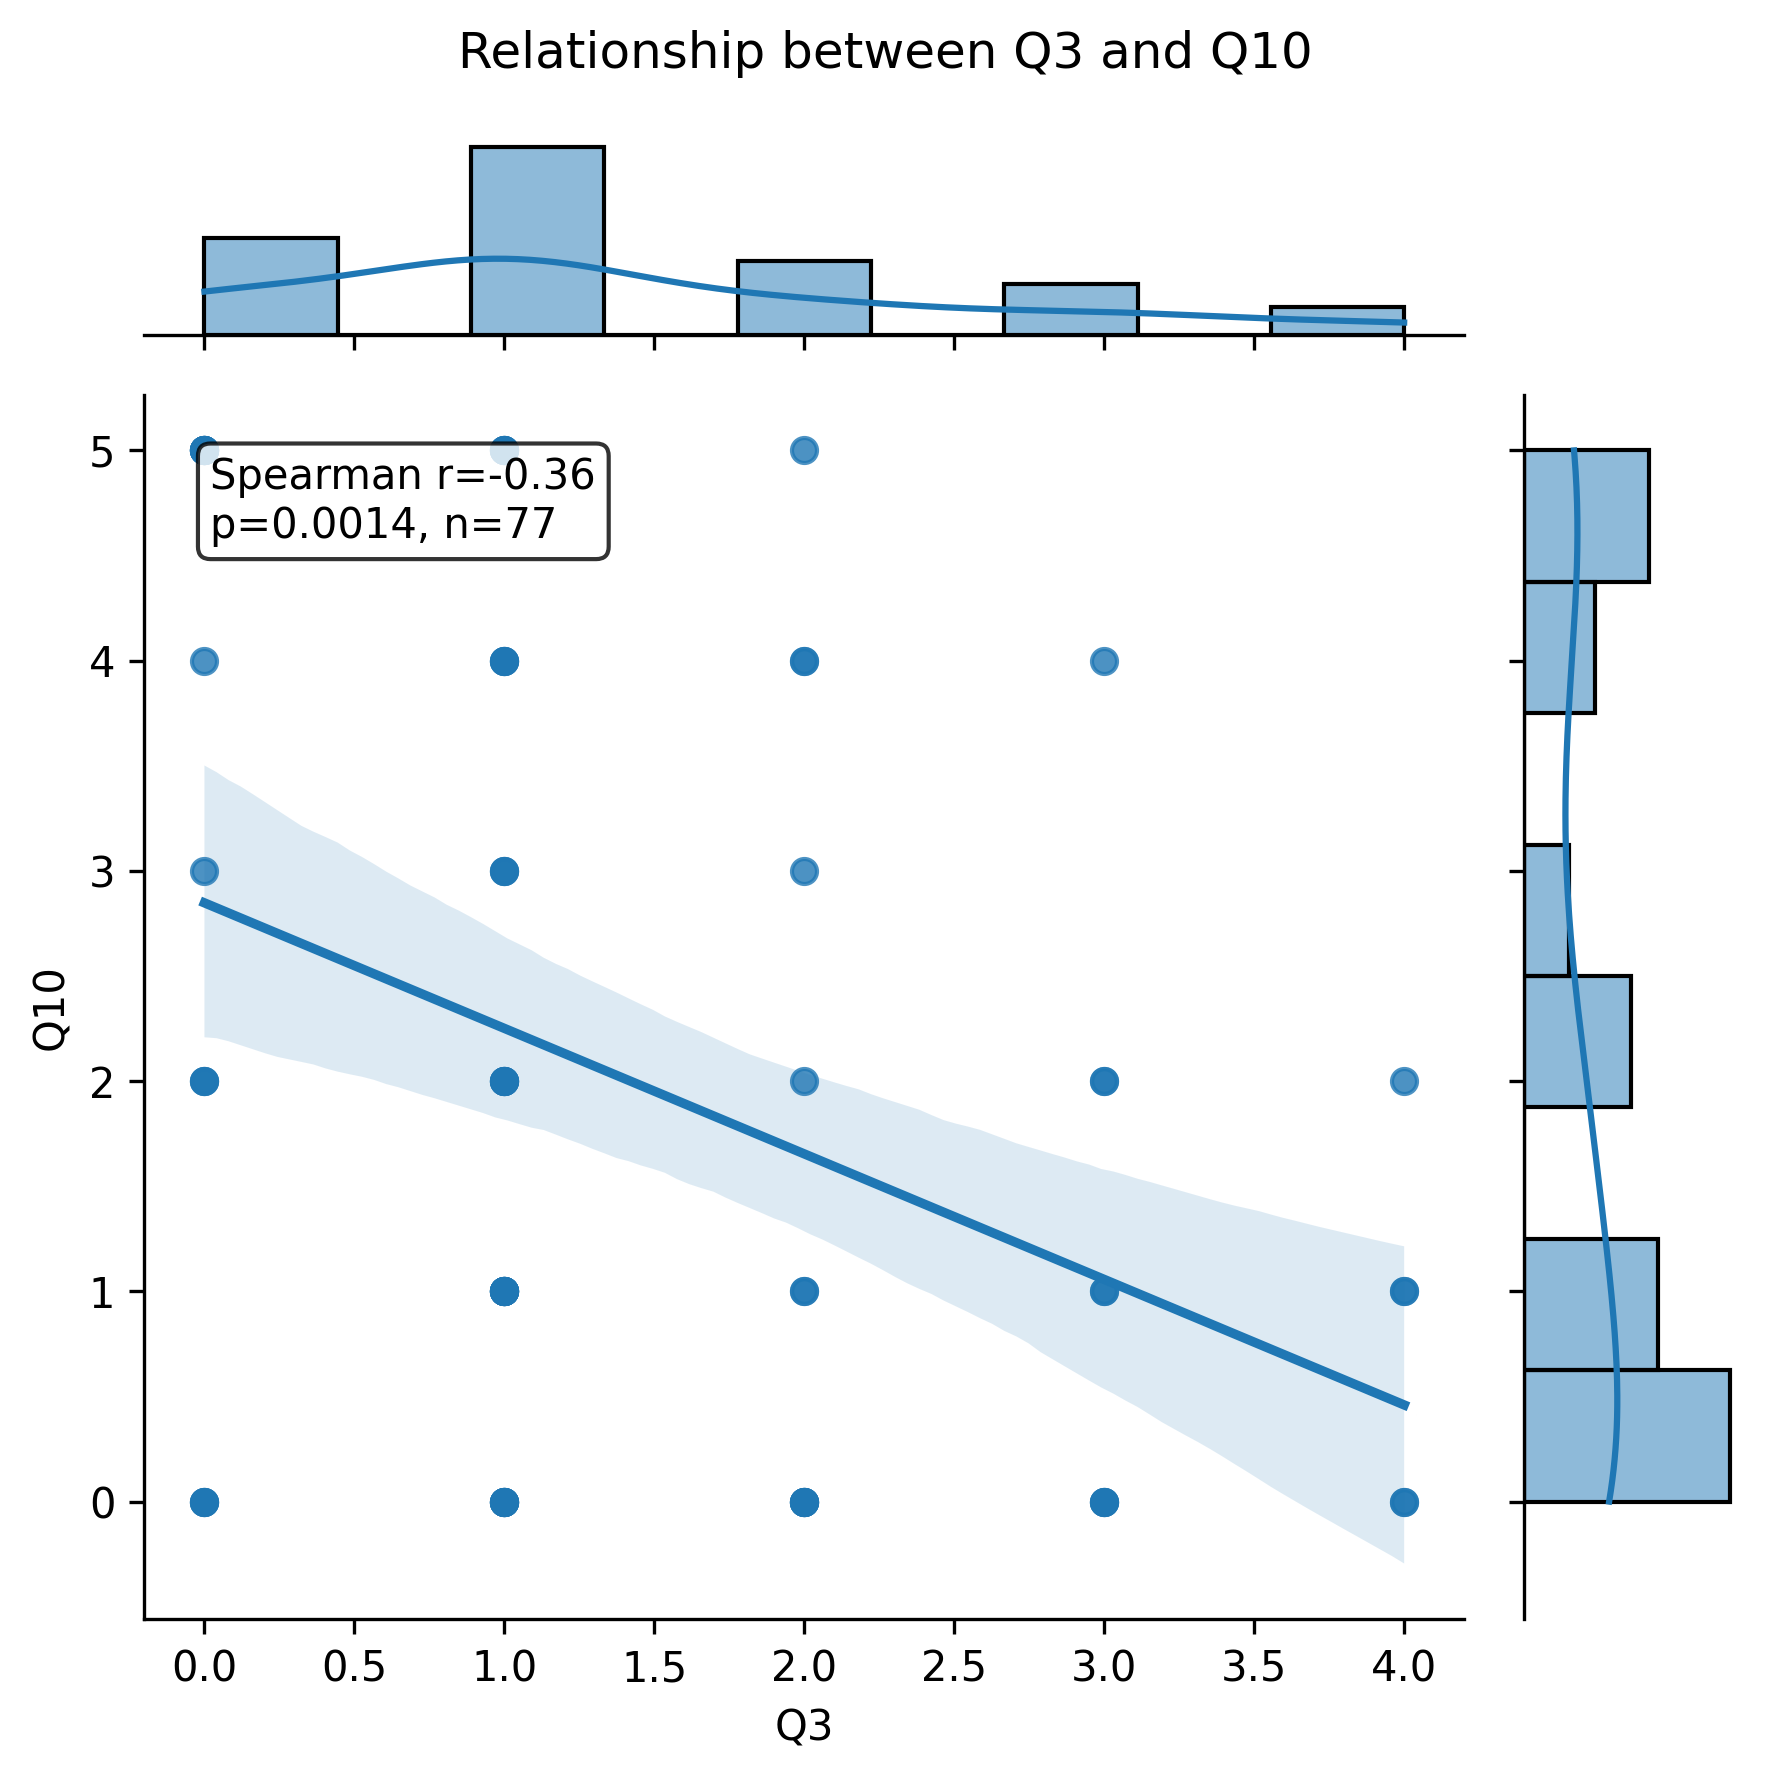 Relationship between Q3 and Q10
Spearman r=-0.36
p=0.0014, n=77
5
4
3
2
1
0
Q10
0.0 0.5 1.0 1.5 2.0 2.5 3.0 3.5 4.0
Q3